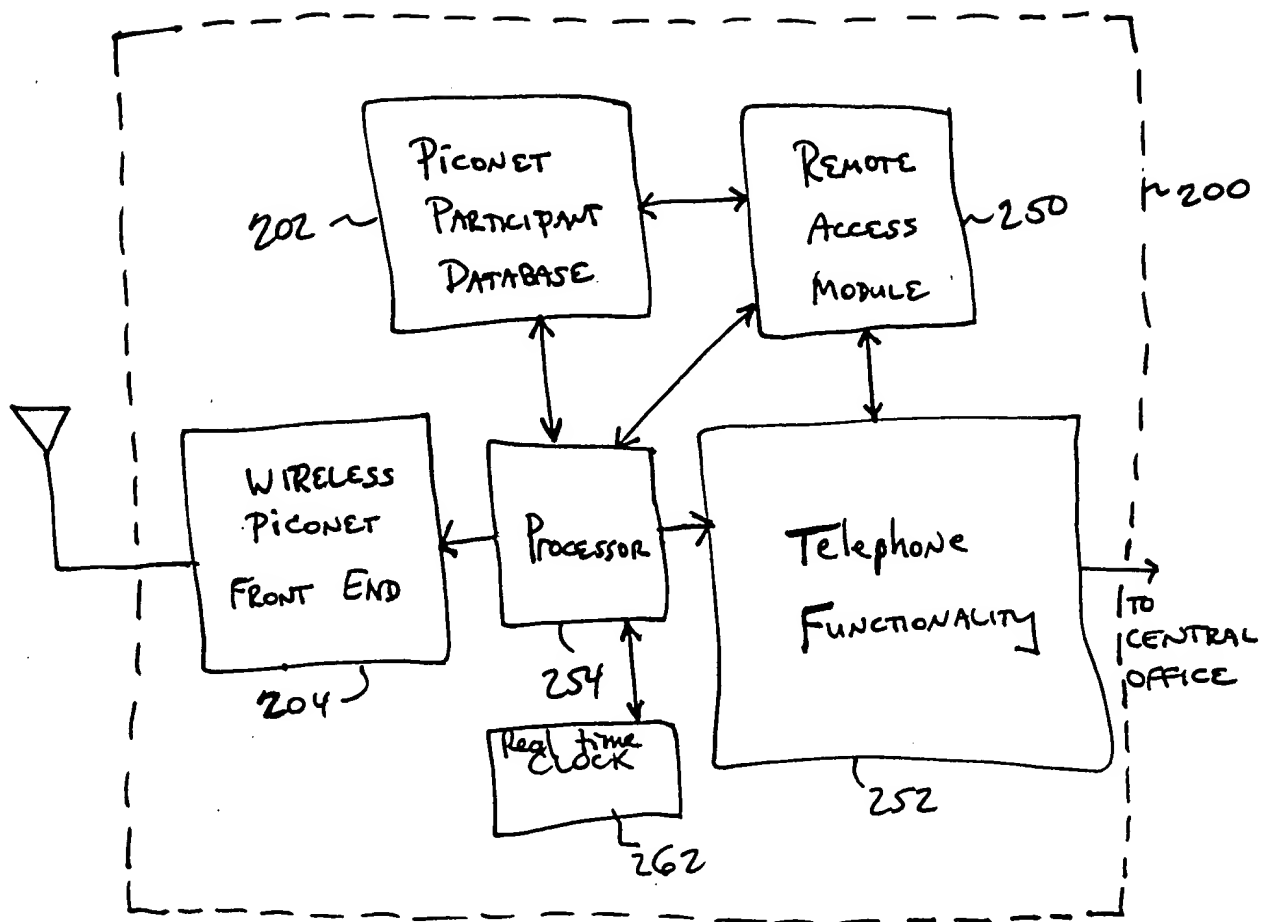 PICONET
PARTICIPANT
DATABASE
202
REMOTE
ACCESS
MODULE
250
200
WIRELESS
PICONET
FRONT END
204
PROCESSOR
254
Telephone
FUNCTIONALITY
252
TO
CENTRAL
OFFICE
Real time
CLOCK
262